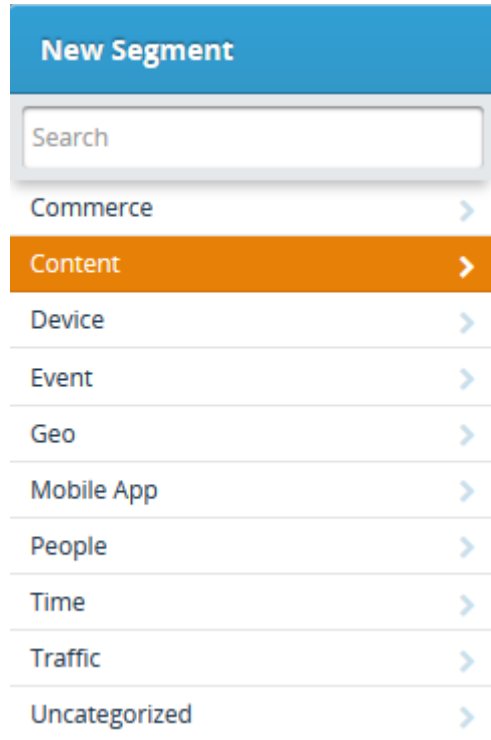 New Segment
Search
Commerce
Content
Device
Event
Geo
Mobile App
People
Time
Traffic
Uncategorized